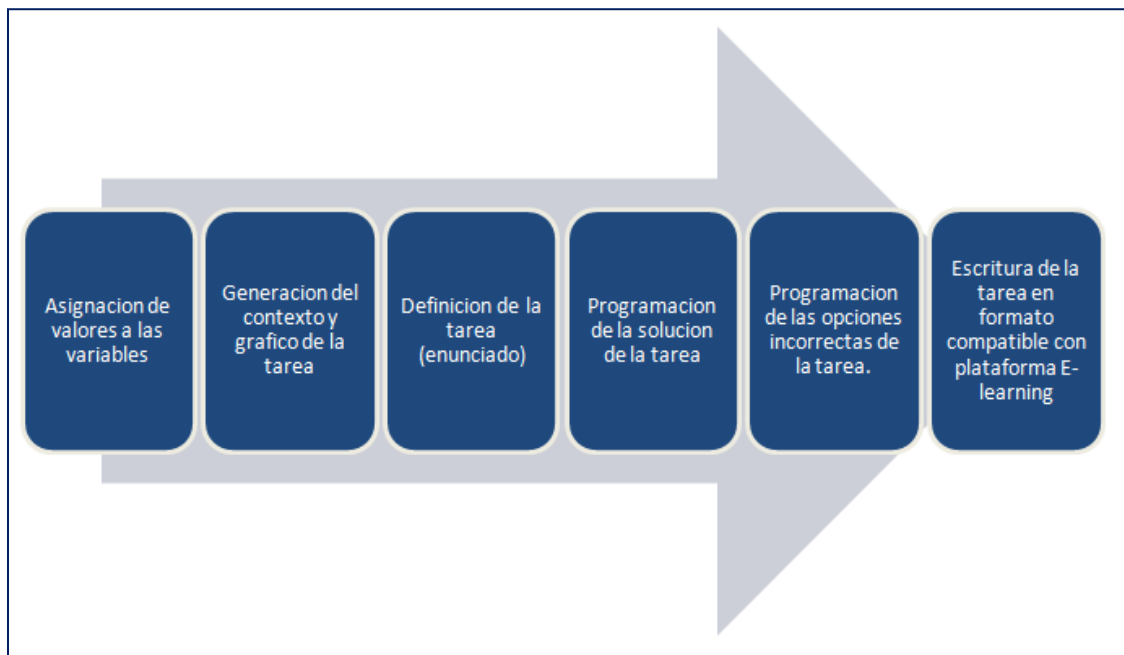 Asignacion de
valores a las
variables
Generacion del
contexto y
grafico de la
tarea
Definicion de la
tarea
(enunciado)
Programacion
de la solucion
de la tarea
Programacion
de las opciones
incorrectas de
la tarea.
Escritura de la
tarea en
formato
compatible con
plataforma E-
learning